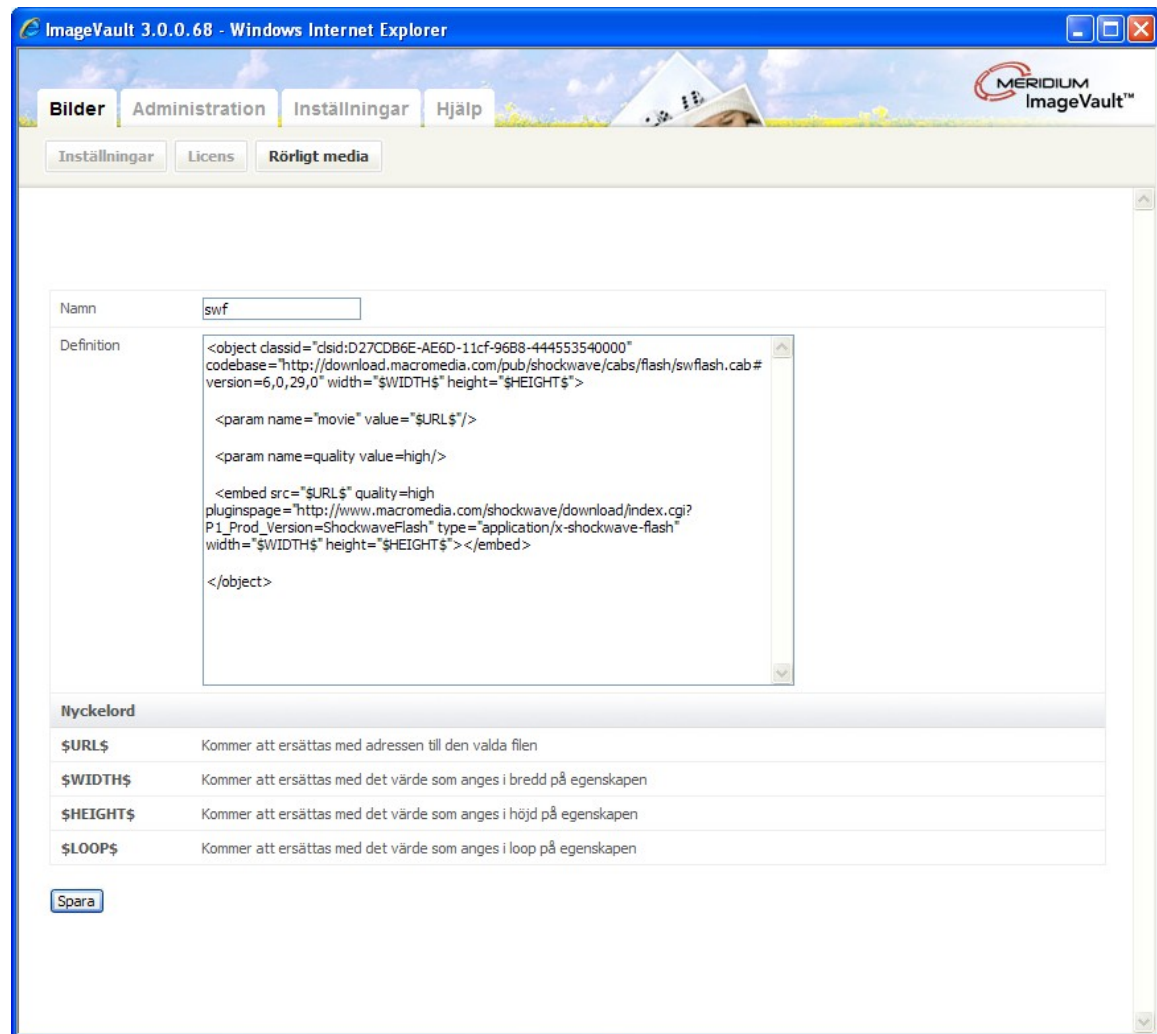 ImageVault 3.0.0.68 - Windows Internet Explorer
MERIDIUM
ImageVault™
Bilder Administration Inställningar Hjälp
Inställningar Licens Rörligt media
Namn swf
Definition
<object classid="clsid:D27CDB6E-AE6D-11cf-96B8-444553540000"
codebase="http://download.macromedia.com/pub/shockwave/cabs/flash/swflash.cab#
version=6,0,29,0" width="$WIDTH$" height="$HEIGHT$">
<param name="movie" value="$URL$"/>
<param name=quality value=high/>
<embed src="$URL$" quality=high
pluginspage="http://www.macromedia.com/shockwave/download/index.cgi?
P1_Prod_Version=ShockwaveFlash" type="application/x-shockwave-flash"
width="$WIDTH$" height="$HEIGHT$"></embed>
</object>
Nyckelord
$URL$ Kommer att ersättas med adressen till den valda filen
$WIDTH$ Kommer att ersättas med det värde som anges i bredd på egenskapen
$HEIGHT$ Kommer att ersättas med det värde som anges i höjd på egenskapen
$LOOP$ Kommer att ersättas med det värde som anges i loop på egenskapen
Spara